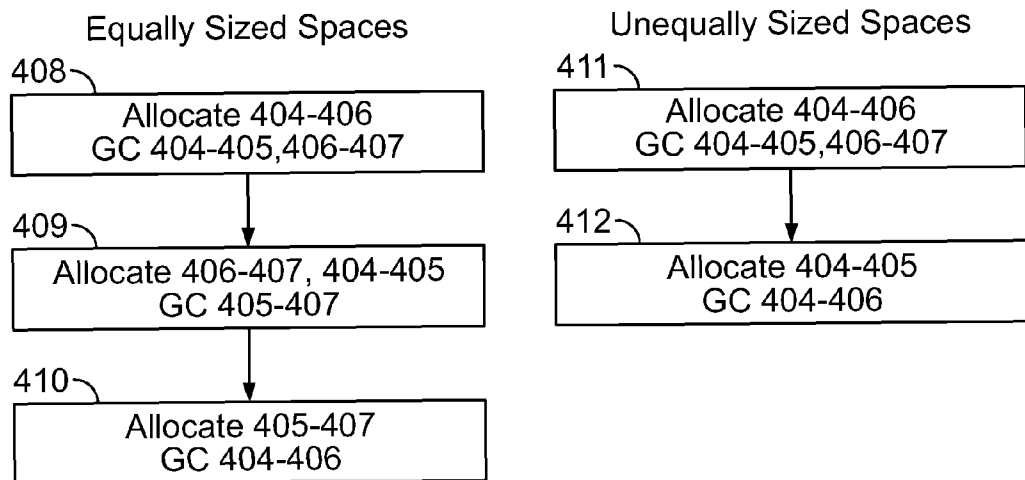 Equally Sized Spaces
408
Allocate 404-406
GC 404-405,406-407
409
Allocate 406-407, 404-405
GC 405-407
410
Allocate 405-407
GC 404-406
Unequally Sized Spaces
411
Allocate 404-406
GC 404-405,406-407
412
Allocate 404-405
GC 404-406